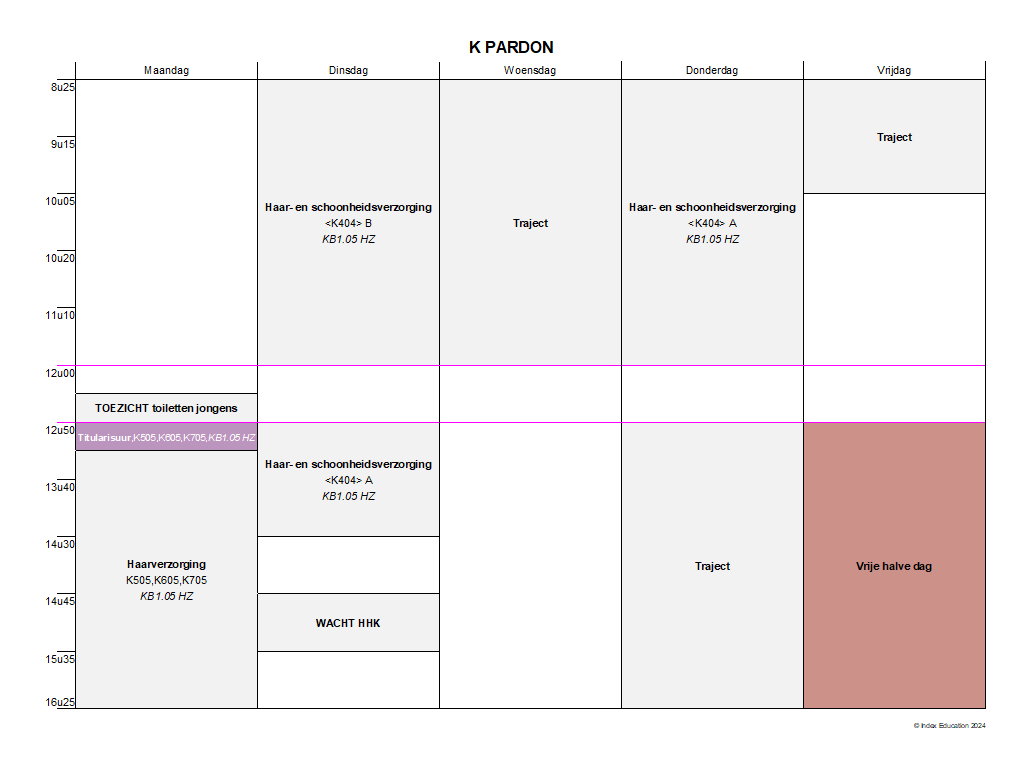 K PARDON
Maandag
Dinsdag
Woensdag
Donderdag
Vrijdag
8u25
9u15
10u05
10u20
11u10
12u00
12u50
13u40
14u30
14u45
15u35
16u25
TOEZICHT toiletten jongens
Titularisuur,K505,K605,K705,KB1.05 HZ
Haarverzorging
K505,K605,K705
KB1.05 HZ
Haar- en schoonheidsverzorging
<K404> B
KB1.05 HZ
Haar- en schoonheidsverzorging
<K404> A
KB1.05 HZ
WACHT HHK
Traject
Haar- en schoonheidsverzorging
<K404> A
KB1.05 HZ
Traject
Traject
Vrije halve dag
© Index Education 2024